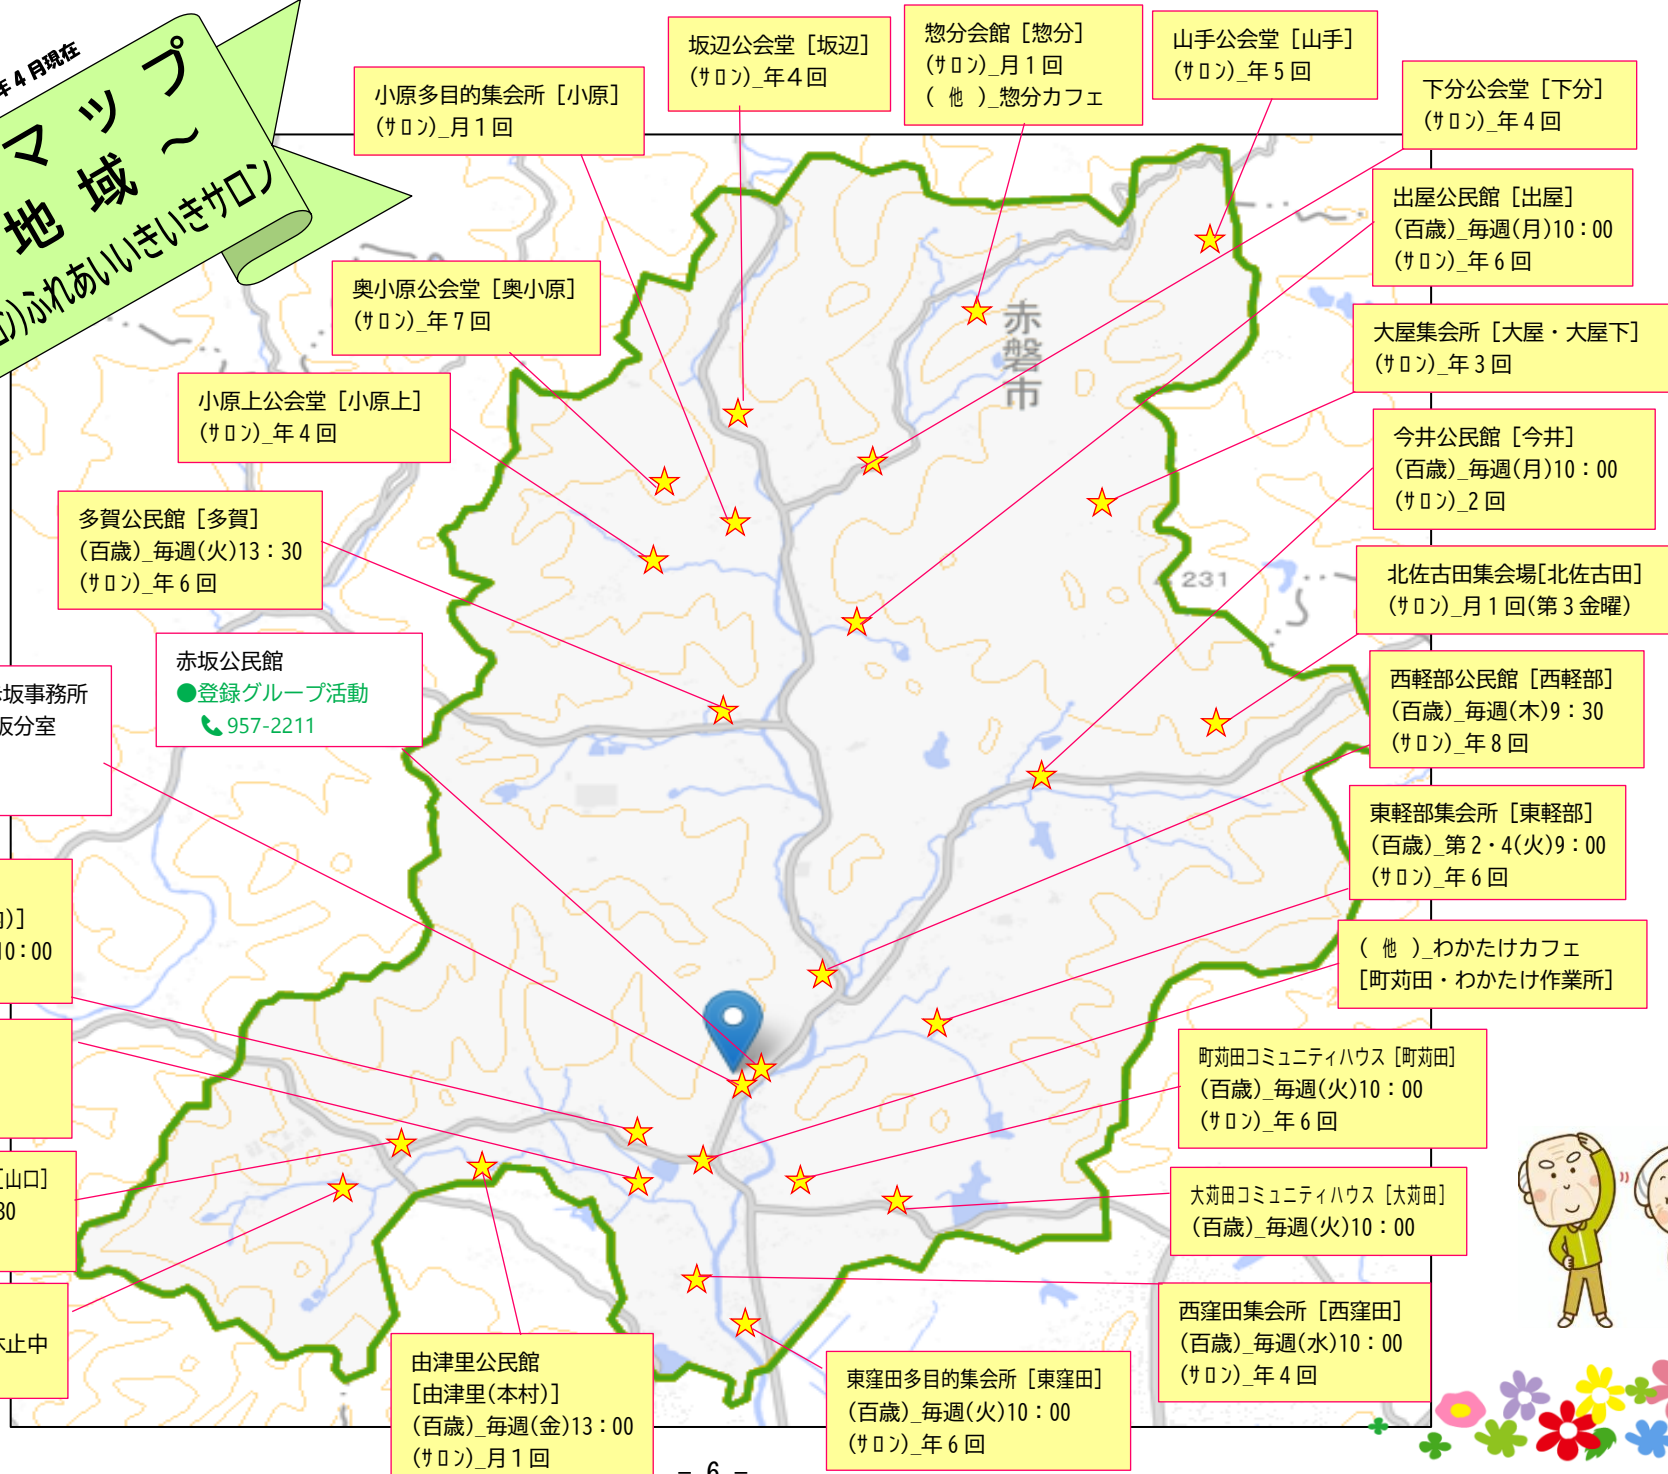 年４月現在
マップ
地域～
ふれあいいきいきサロン
小原多目的集会所［小原］
(サロン)_月１回
坂辺公会堂［坂辺］
(サロン)_年４回
惣分会館［惣分］
(サロン)_月１回
( 他 )_惣分カフェ
山手公会堂［山手］
(サロン)_年５回
下分公会堂［下分］
(サロン)_年４回
出屋公民館［出屋］
(百歳)_毎週(月)10：00
(サロン)_年６回
奥小原公会堂［奥小原］
(サロン)_年７回
大屋集会所［大屋・大屋下］
(サロン)_年３回
小原上公会堂［小原上］
(サロン)_年４回
今井公民館［今井］
(百歳)_毎週(月)10：00
(サロン)_２回
多賀公民館［多賀］
(百歳)_毎週(火)13：30
(サロン)_年６回
北佐古田集会場[北佐古田]
(サロン)_月１回(第３金曜)
赤坂公民館
●登録グループ活動
957-2211
坂事務所
分室
西軽部公民館［西軽部］
(百歳)_毎週(木)9：30
(サロン)_年８回
東軽部集会所［東軽部］
(百歳)_第２・４(火)9：00
(サロン)_年６回
)］
10：00
( 他 )_わかたけカフェ
［町苅田・わかたけ作業所］
町苅田コミュニティハウス［町苅田］
(百歳)_毎週(火)10：00
(サロン)_年６回
［山口］
30
大苅田コミュニティハウス［大苅田］
(百歳)_毎週(火)10：00
休止中
西窪田集会所［西窪田］
(百歳)_毎週(水)10：00
(サロン)_年４回
由津里公民館
［由津里(本村)］
(百歳)_毎週(金)13：00
(サロン)_月１回
東窪田多目的集会所［東窪田］
(百歳)_毎週(火)10：00
(サロン)_年６回
赤磐市
231
－ 6 －